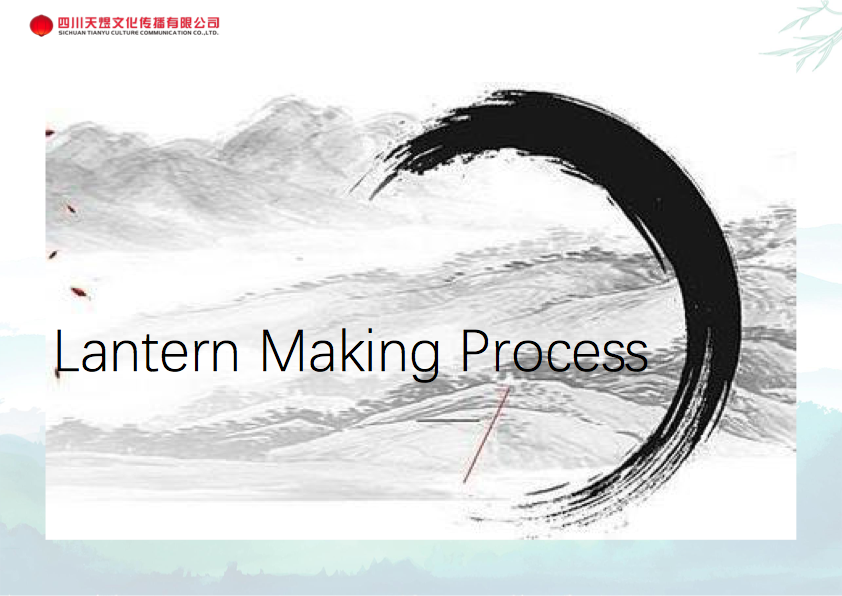 四川天煜文化传播有限公司
SICHUAN TIANYU CULTURE COMMUNICATION CO.,LTD.
Lantern Making Process